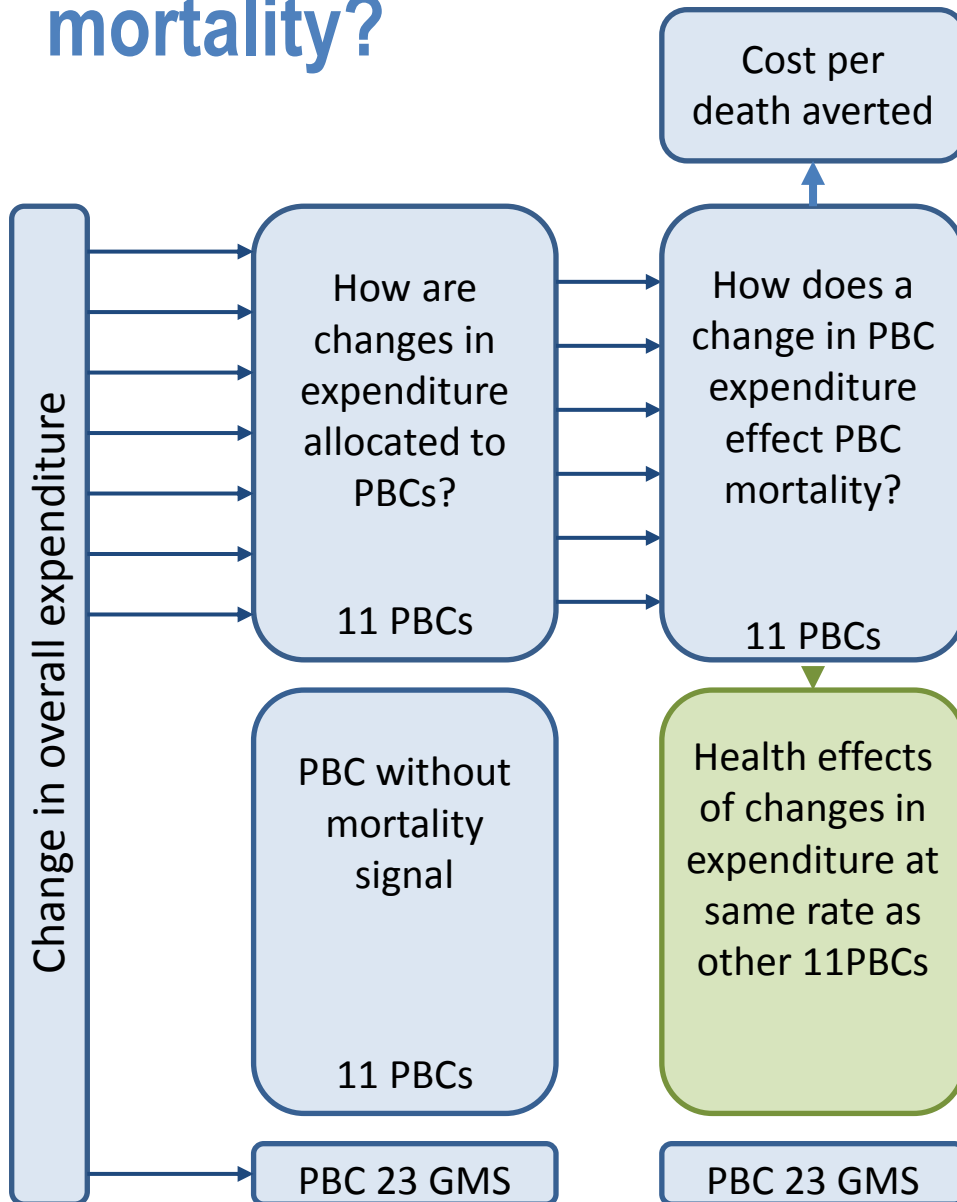 mortality?
Cost per
death averted
Change in overall expenditure
How are
changes in
expenditure
allocated to
PBCs?
11 PBCs
How does a
change in PBC
expenditure
effect PBC
mortality?
11 PBCs
PBC without
mortality
signal
11 PBCs
Health effects
of changes in
expenditure at
same rate as
other 11PBCs
PBC 23 GMS
PBC 23 GMS